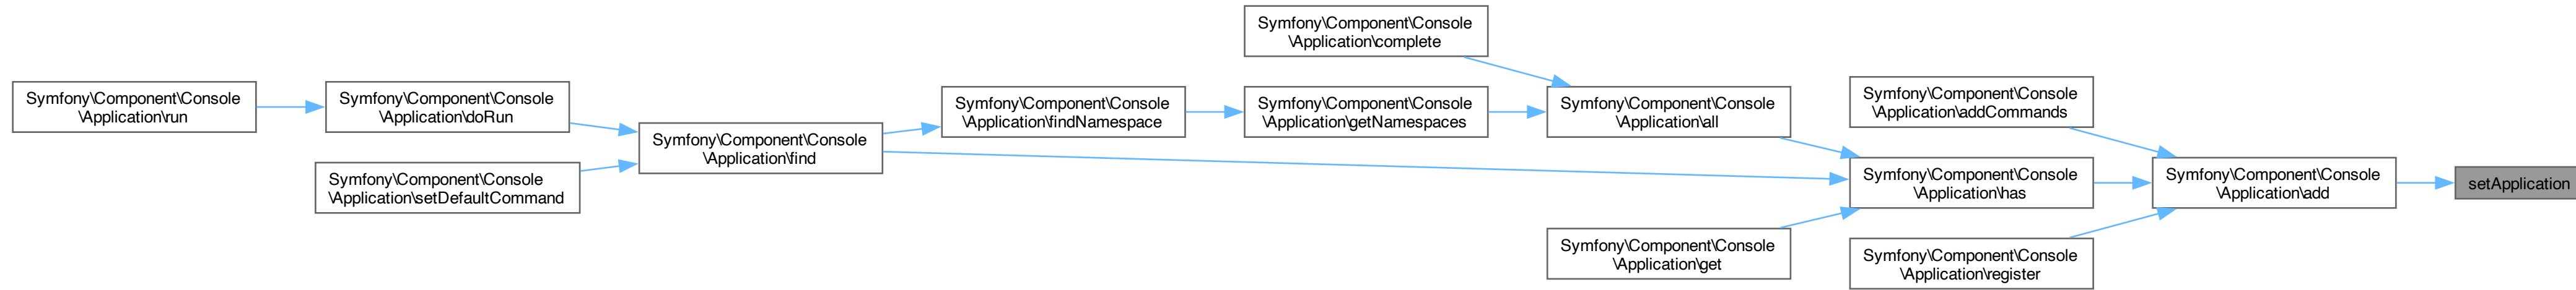 Symfony\Component\Console
\Application\run
Symfony\Component\Console
\Application\doRun
Symfony\Component\Console
\Application\setDefaultCommand
Symfony\Component\Console
\Application\find
Symfony\Component\Console
\Application\findNamespace
Symfony\Component\Console
\Application\complete
Symfony\Component\Console
\Application\getNamespaces
Symfony\Component\Console
\Application\all
Symfony\Component\Console
\Application\get
Symfony\Component\Console
\Application\addCommands
Symfony\Component\Console
\Application\has
Symfony\Component\Console
\Application\register
Symfony\Component\Console
\Application\add
setApplication